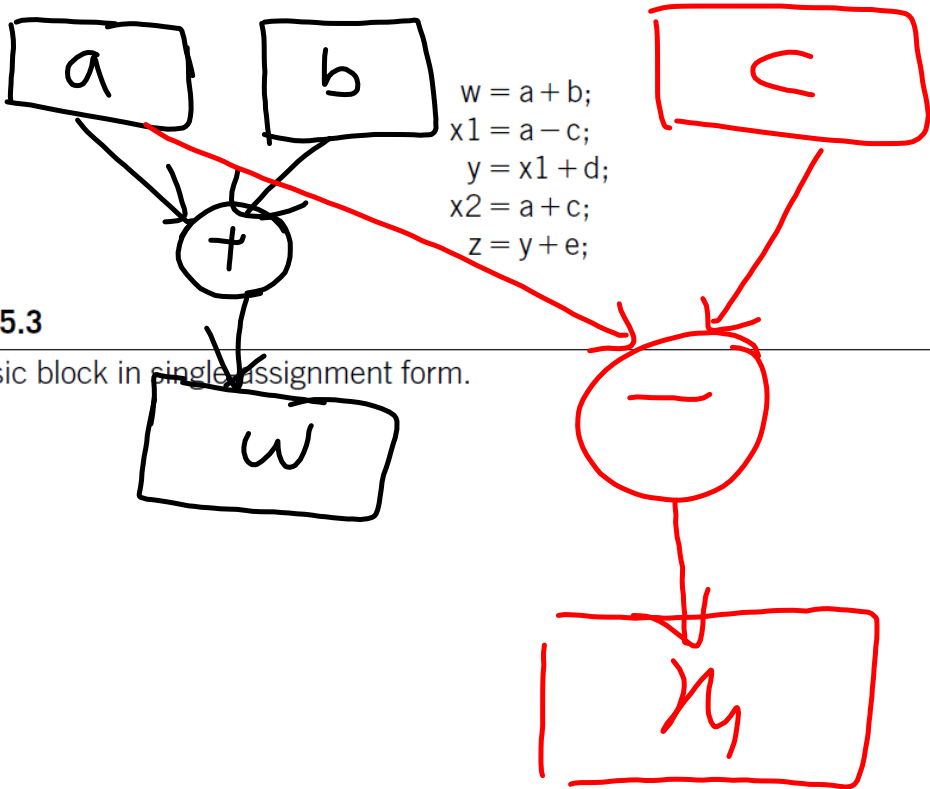 a b c
w = a + b;
x1 = a − c;
y = x1 + d;
x2 = a + c;
z = y + e;
+
−
5.3
sic block in single-assignment form.
w
x1